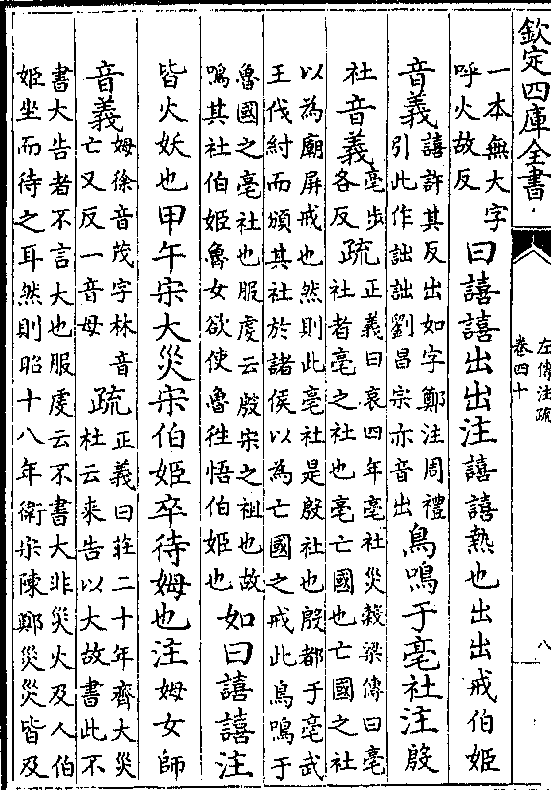 欽定四庫全書
左傳注疏
卷四十
八
一本無大字
呼火故反
曰譆譆出出注譆譆熱也出出戒伯姬
音義
譆許其反出如字鄭注周禮
引此作詘詘劉昌宗亦音出
鳥鳴于亳社注殷
社音義
亳步
各反
疏
正義曰哀四年亳社災榖梁傳曰亳
社者亳之社也亳亡國也亡國之社
以為廟屏戒也然則此亳社是殷社也殷都于亳武
王伐紂而頒其社於諸侯以為亡國之戒此鳥鳴于
魯國之亳社也服虔云殷宋之祖也故
鳴其社伯姬魯女欲使魯往悟伯姬也
如曰譆譆注
皆火妖也甲午宋大災宋伯姬卒待姆也注姆女師
音義
姆徐音茂字林音
亡又反一音母
疏
正義曰莊二十年齊大災
杜云來告以大故書此不
書大告者不言大也服虔云不書大非災火及人伯
姬坐而待之耳然則昭十八年衛宋陳鄭災災皆及